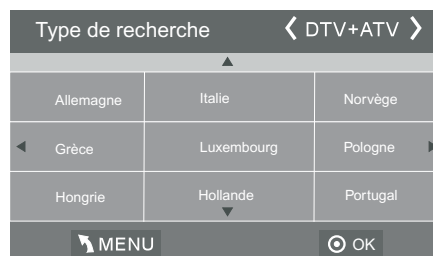 Type de recherche ❮ DTV+ATV ❯
Allemagne Italie Norvège
Grèce Luxembourg Pologne
Hongrie Hollande Portugal
MENU OK